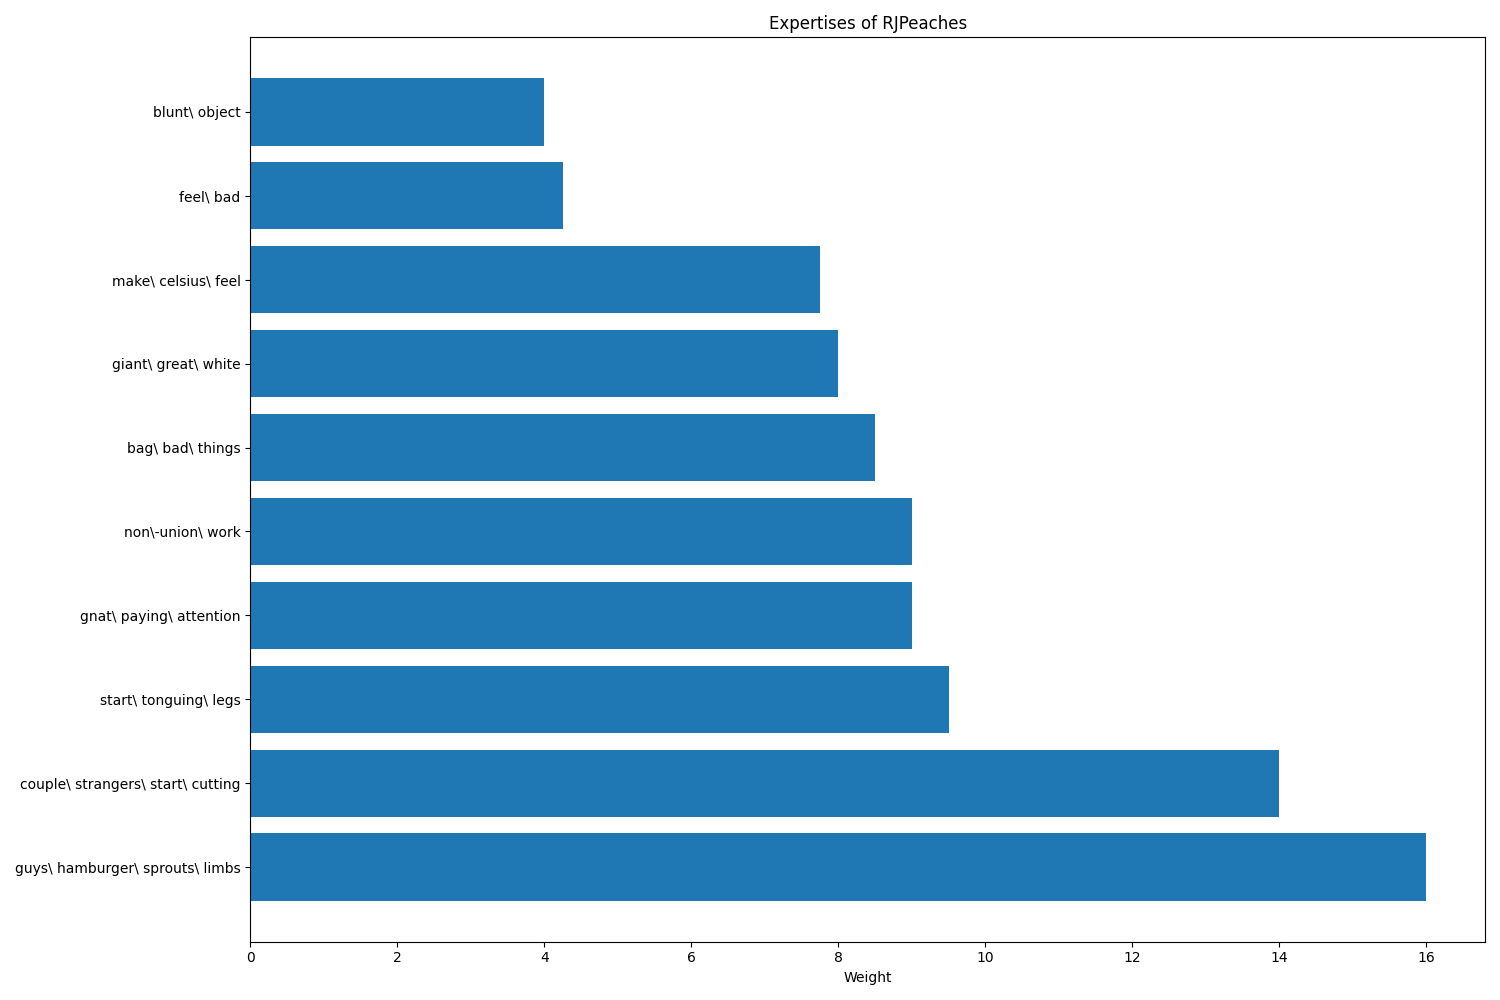 Expertises of RJPeaches
blunt\ object
feel\ bad
make\ celsius\ feel
giant\ great\ white
bag\ bad\ things
non\-union\ work
gnat\ paying\ attention
start\ tonguing\ legs
couple\ strangers\ start\ cutting
guys\ hamburger\ sprouts\ limbs
0 2 4 6 8 10 12 14 16
Weight